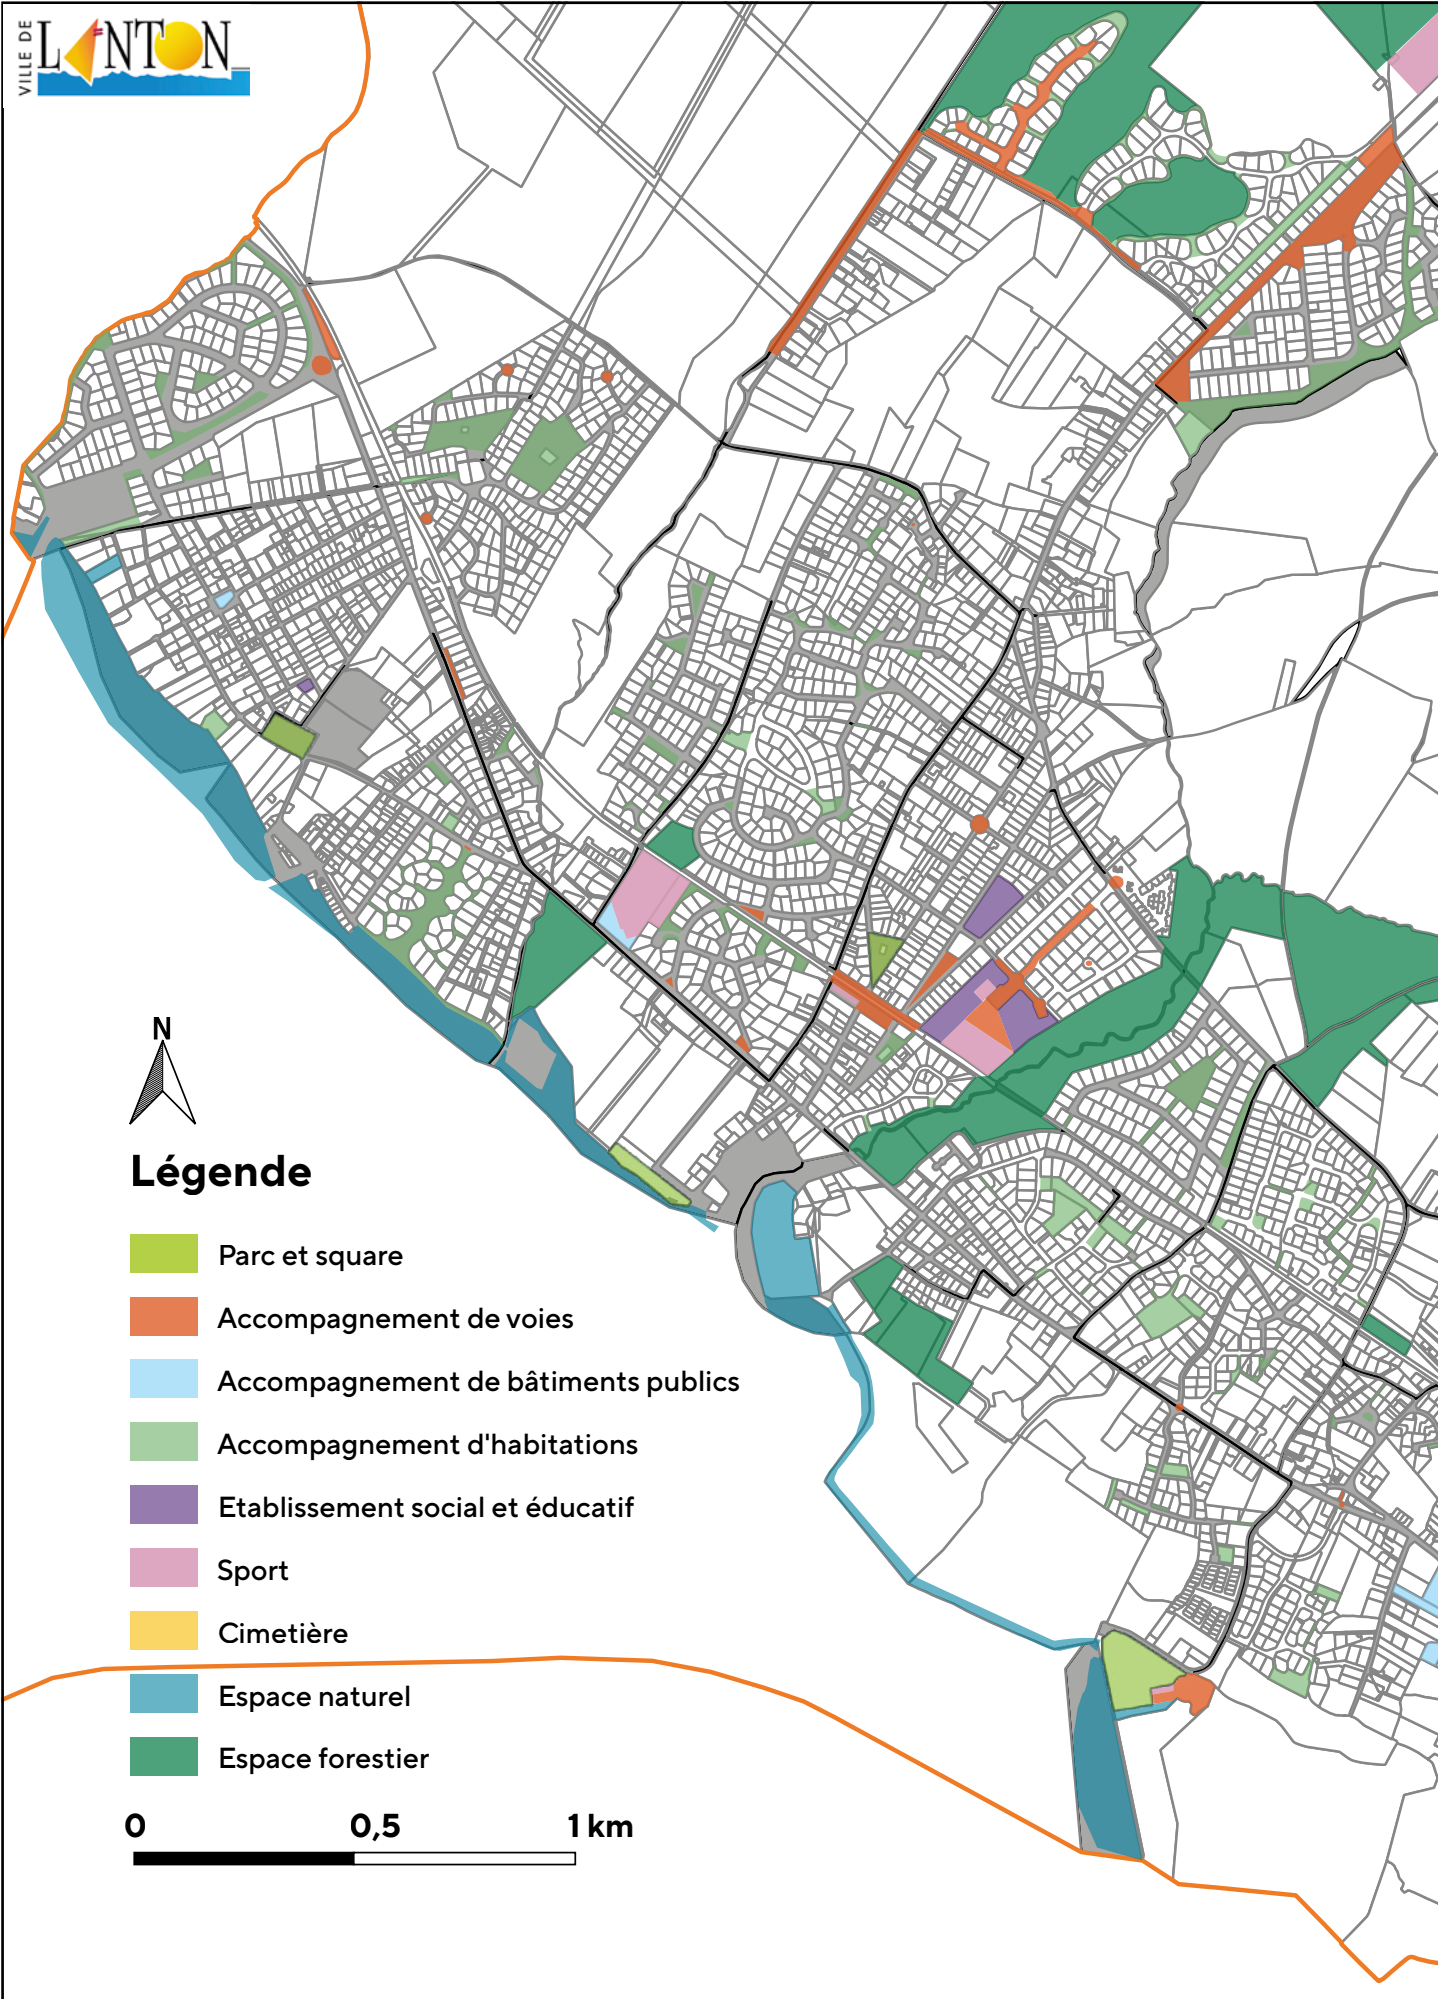 VILLE DE
LANTON
N
Légende
Parc et square
Accompagnement de voies
Accompagnement de bâtiments publics
Accompagnement d'habitations
Etablissement social et éducatif
Sport
Cimetière
Espace naturel
Espace forestier
0 0,5 1 km